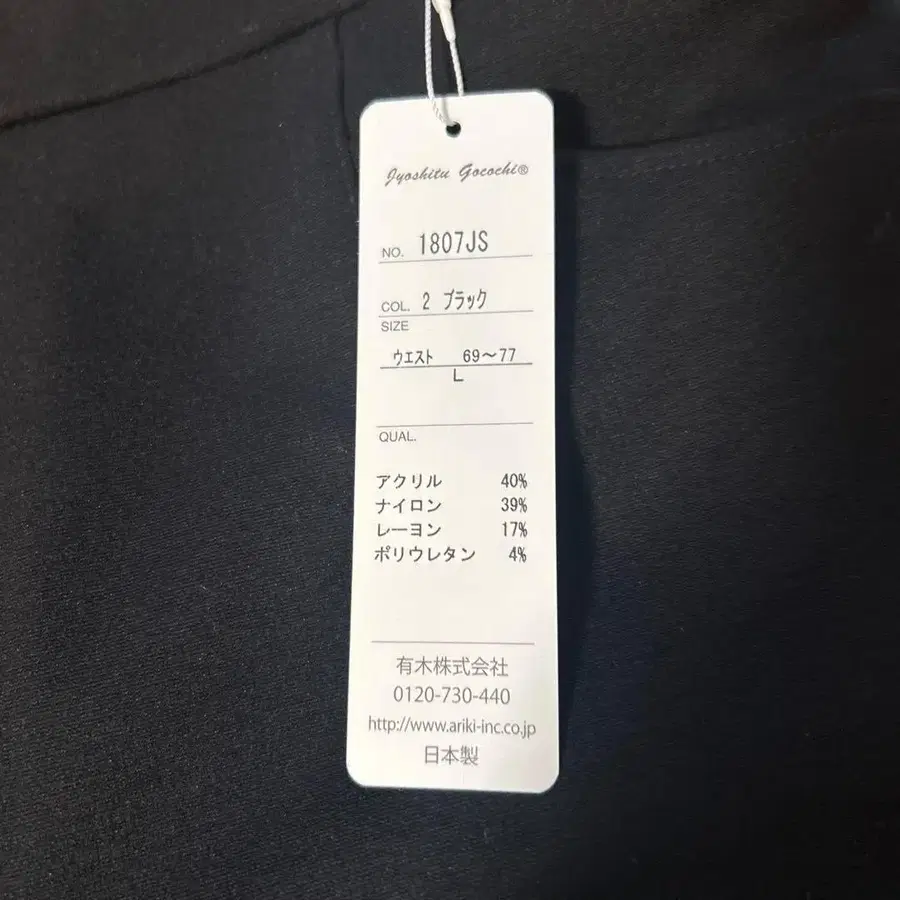 Jyoshitu Gocochi®
NO. 1807JS
COL. 2 ブラック
SIZE
ウエスト 69～77
L
QUAL.
アクリル 40%
ナイロン 39%
レーヨン 17%
ポリウレタン 4%
有木株式会社
0120-730-440
http://www.ariki-inc.co.jp
日本製